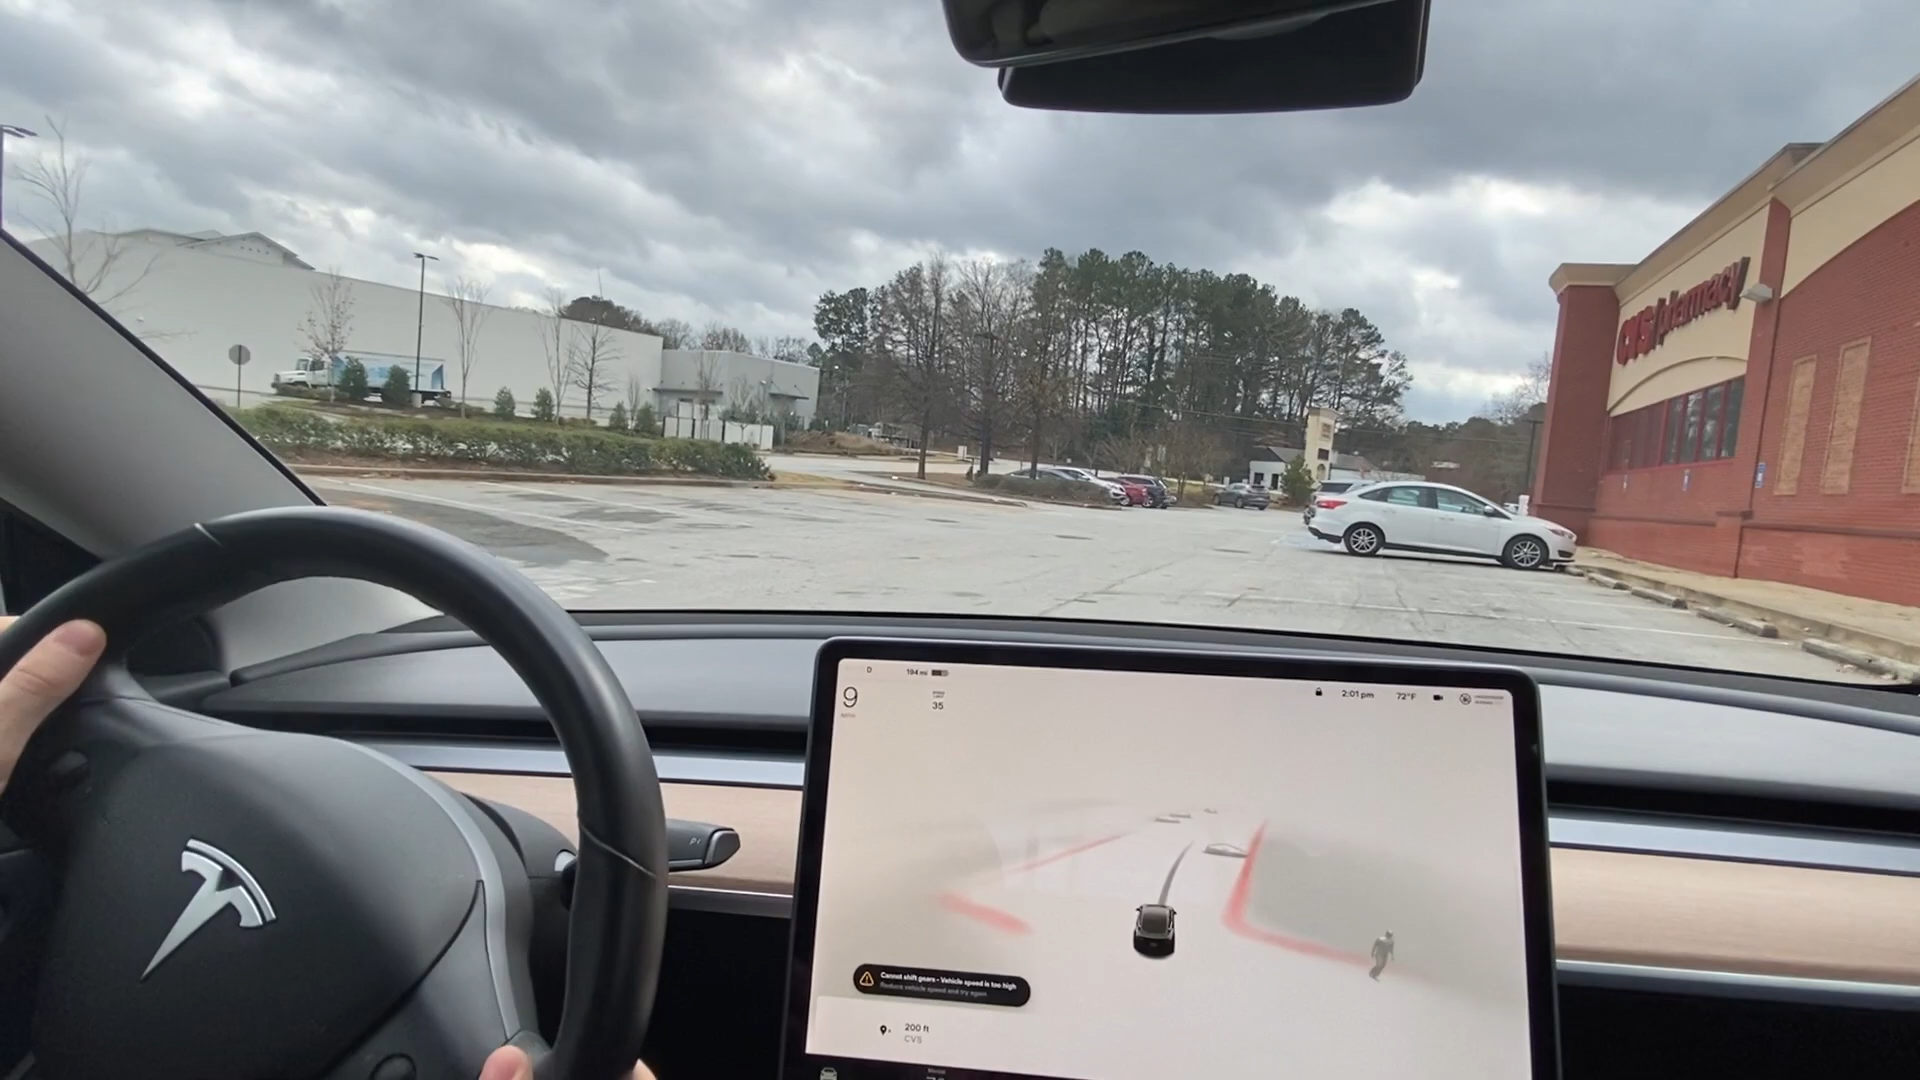 CVS pharmacy
D
194 mi
2:01 pm
72°F
9
35
Cannot shift gears - Vehicle speed is too high
Reduce vehicle speed and try again
200 ft
CVS